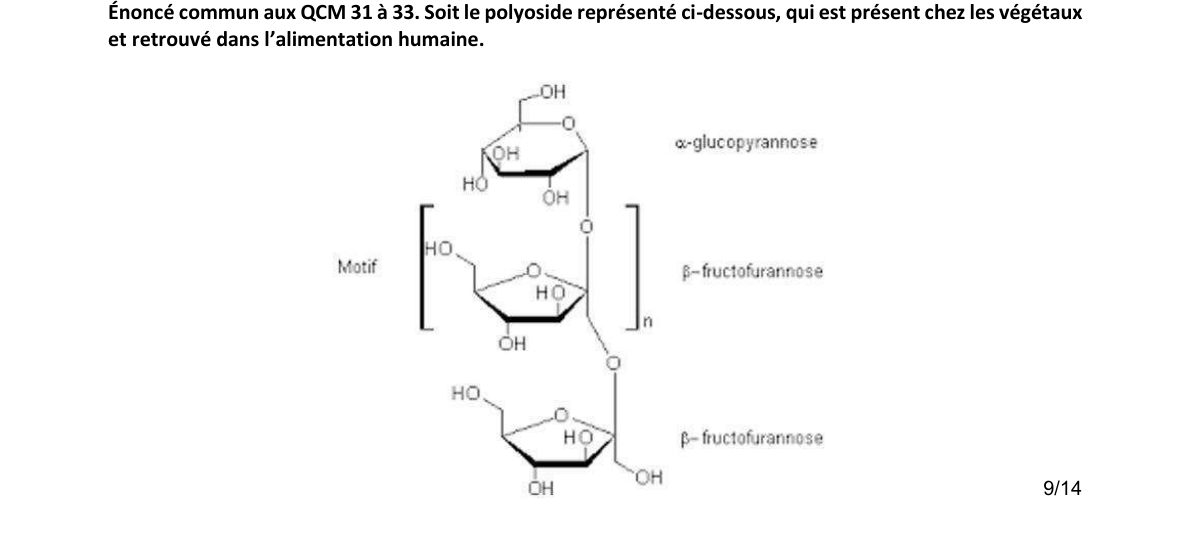 Énoncé commun aux QCM 31 à 33. Soit le polyoside représenté ci-dessous, qui est présent chez les végétaux
et retrouvé dans l’alimentation humaine.
OH
O
α-glucopyrannose
OH
HO
OH
O
HO
Motif
O
β-fructofurannose
HO
n
OH
O
HO
O
β-fructofurannose
HO
OH
OH
9/14